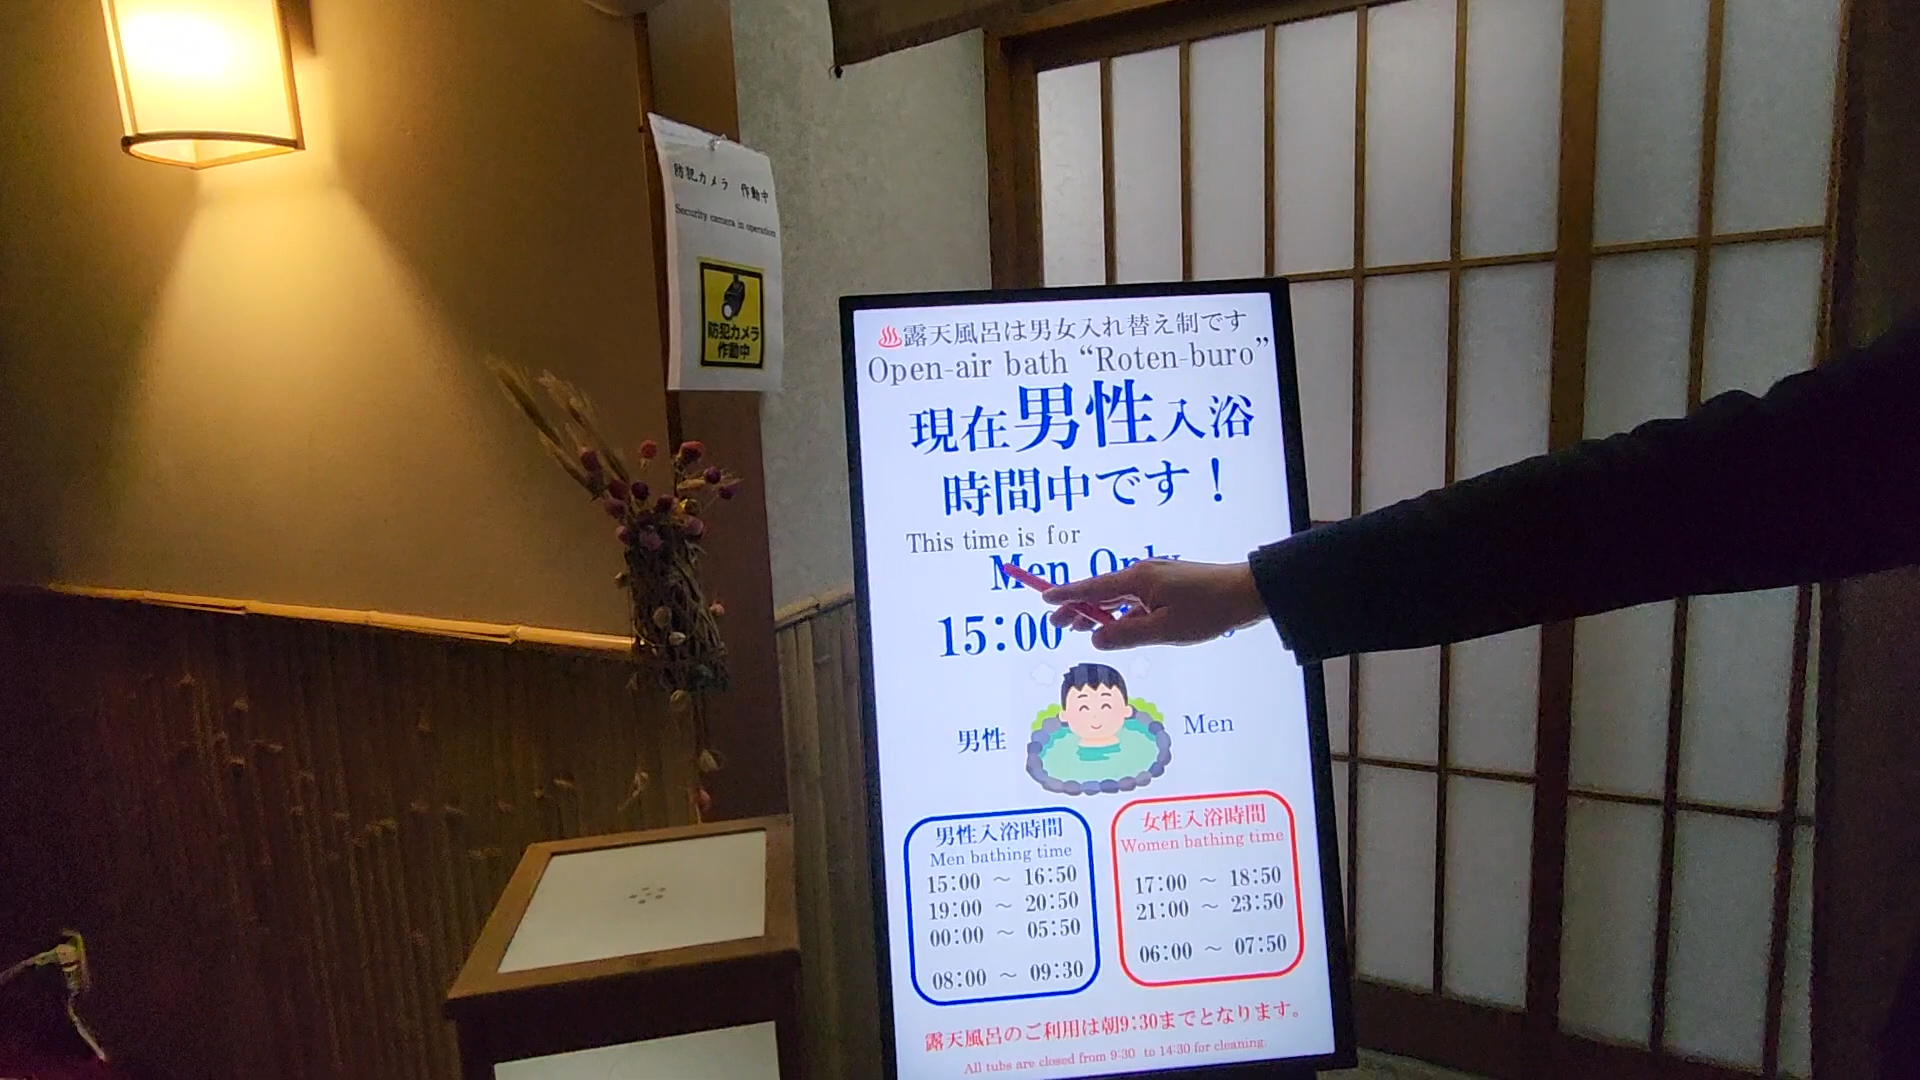 防犯カメラ 作動中
Security camera in operation
防犯カメラ
作動中
露天風呂は男女入れ替え制です
Open-air bath “Roten-buro”
現在男性入浴
時間中です！
This time is for
Men Only
15:00
男性
Men
男性入浴時間
Men bathing time
15:00 ～ 16:50
19:00 ～ 20:50
00:00 ～ 05:50
08:00 ～ 09:30
女性入浴時間
Women bathing time
17:00 ～ 18:50
21:00 ～ 23:50
06:00 ～ 07:50
露天風呂のご利用は朝9:30までとなります。
All tubs are closed from 9:30 to 14:30 for cleaning.